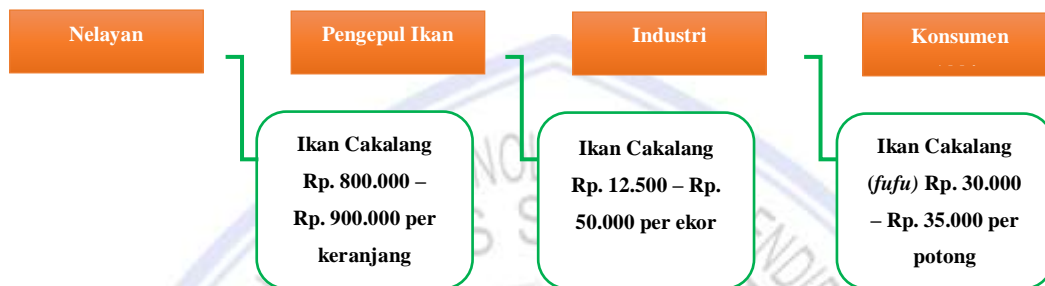 Nelayan
Pengepul Ikan
Industri
Konsumen
Ikan Cakalang
Rp. 800.000 –
Rp. 900.000 per
keranjang
Ikan Cakalang
Rp. 12.500 – Rp.
50.000 per ekor
Ikan Cakalang
(fufu) Rp. 30.000
– Rp. 35.000 per
potong